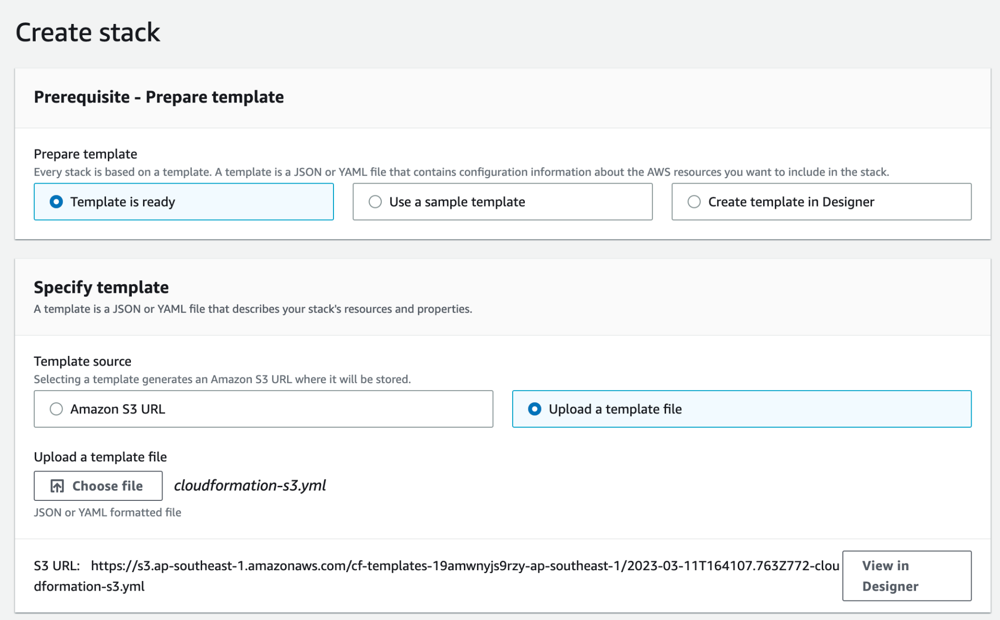 Create stack
Prerequisite - Prepare template
Prepare template
Every stack is based on a template. A template is a JSON or YAML file that contains configuration information about the AWS resources you want to include in the stack.
Template is ready
Use a sample template
Create template in Designer
Specify template
A template is a JSON or YAML file that describes your stack's resources and properties.
Template source
Selecting a template generates an Amazon S3 URL where it will be stored.
Amazon S3 URL
Upload a template file
Upload a template file
Choose file
cloudformation-s3.yml
JSON or YAML formatted file
S3 URL: https://s3.ap-southeast-1.amazonaws.com/cf-templates-19amwnyjs9rzy-ap-southeast-1/2023-03-11T164107.763Z772-clou
dformation-s3.yml
View in
Designer